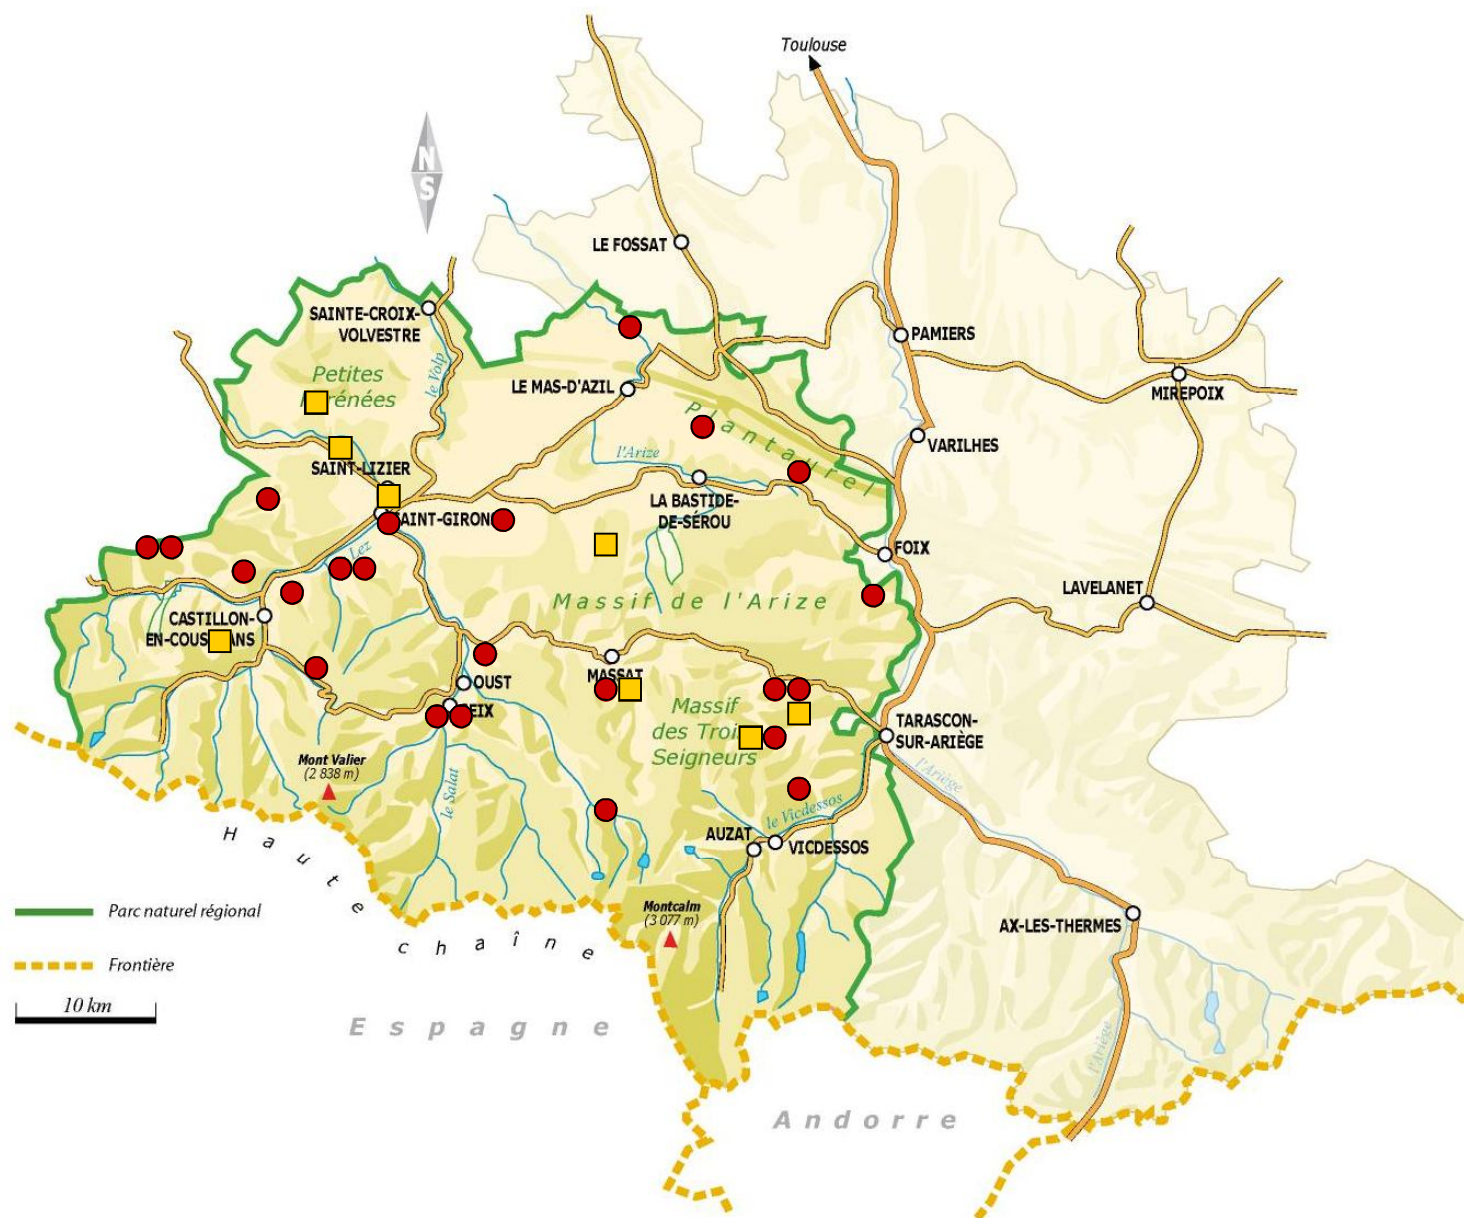 Toulouse
N
S
LE FOSSAT
SAINTE-CROIX-
VOLVESTRE
PAMIERS
le Volp
Petites
Pyrénées
LE MAS-D'AZIL
MIREPOIX
Plantaurel
VARILHES
l'Arize
SAINT-LIZIER
LA BASTIDE-
DE-SÉROU
SAINT-GIRONS
Lez
FOIX
LAVELANET
Massif de l'Arize
CASTILLON-
EN-COUSERANS
MASSAT
OUST
SEIX
Massif
des Trois
Seigneurs
TARASCON-
SUR-ARIÈGE
Mont Valier
(2 838 m)
l'Ariège
le Salat
le Vicdessos
AUZAT
VICDESSOS
Haute
chaîne
Montcalm
(3 077 m)
AX-LES-THERMES
Parc naturel régional
Frontière
10 km
Espagne
l'Ariège
Andorre